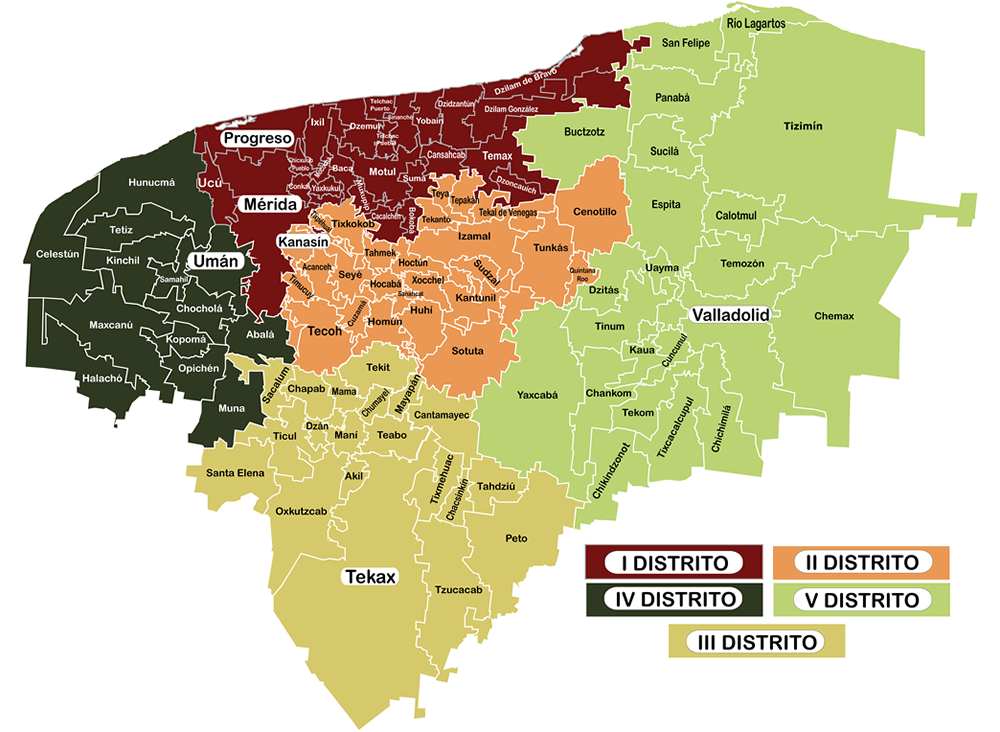 Río Lagartos
San Felipe
Dzilam de Bravo
Panabá
Telchac
Puerto
Sinanché
Dzidzantún
Dzilam González
Tizimín
Ixil
Dzemul
Yobaín
Buctzotz
Progreso
Telchac
Pueblo
Sucilá
Cansahcab
Temax
Chicxulub
Pueblo
Mocochá
Baca
Motul
Suma
Dzoncauich
Hunucmá
Ucú
Conkal
Yaxkukul
Muxupip
Teya
Tepakán
Mérida
Cacalchen
Bokobá
Tekal de Venegas
Cenotillo
Espita
Calotmul
Tixkokob
Tekanto
Tetiz
Izamal
Kanasín
Tunkás
Celestún
Kinchil
Umán
Tahmek
Hoctún
Acanceh
Seyé
Sudzal
Uayma
Temozón
Samahil
Timucuy
Hocabá
Xocchel
Sanahcat
Quintana
Roo
Dzitás
Kantunil
Chocholá
Cuzamá
Huhí
Valladolid
Chemax
Maxcanú
Abalá
Tecoh
Homún
Tinum
Kopomá
Kaua
Cuncunul
Sotuta
Opichén
Tekit
Halachó
Sacalum
Chapab
Mama
Chumayel
Mayapán
Yaxcabá
Chankom
Muna
Cantamayec
Tekom
Tixcacalcupul
Chichimilá
Dzán
Ticul
Maní
Teabo
Chikindzonot
Santa Elena
Akil
Tixmehuac
Chacsinkín
Tahdziú
Oxkutzcab
Peto
Tekax
Tzucacab
I DISTRITO
II DISTRITO
IV DISTRITO
V DISTRITO
III DISTRITO